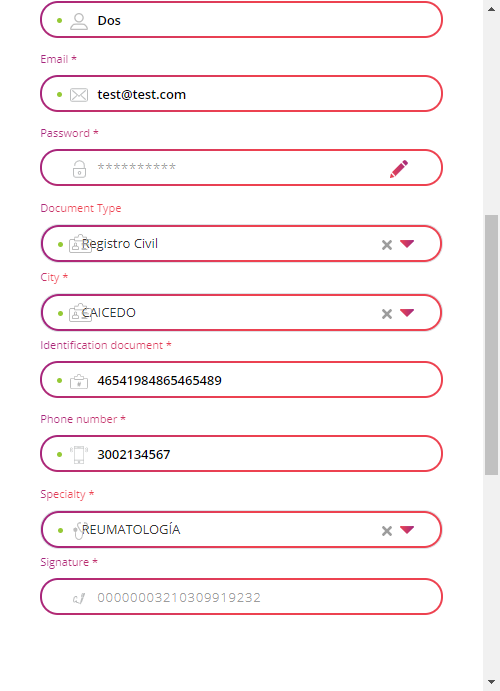 Dos
Email *
test@test.com
Password *
**********
Document Type
Registro Civil
City *
CAICEDO
Identification document *
46541984865465489
Phone number *
3002134567
Specialty *
REUMATOLOGÍA
Signature *
00000003210309919232